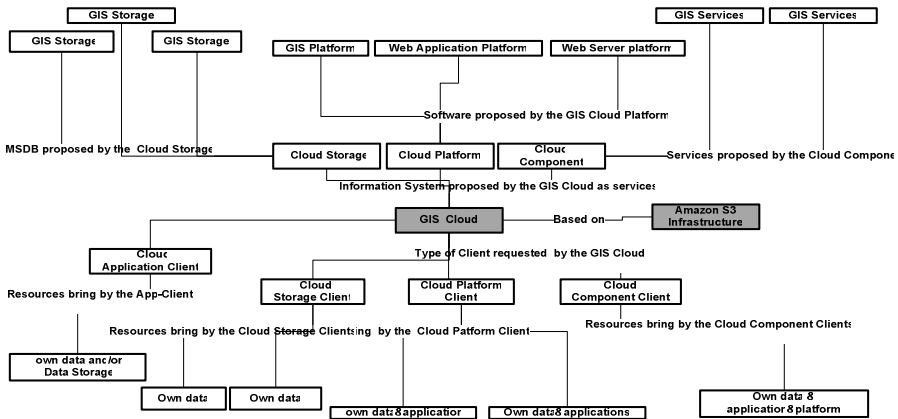 GIS Storage
GIS Services
GIS Services
GIS Storage
GIS Storage
GIS Platform
Web Application Platform
Web Server platform
Software proposed by the GIS Cloud Platform
MSDB proposed by the Cloud Storage
Cloud Storage
Cloud Platform
Cloud
Component
Services proposed by the Cloud Compone
Information System proposed by the GIS Cloud as services
GIS Cloud
Based on
Amazon S3
Infrastructure
Type of Client requested by the GIS Cloud
Cloud
Application Client
Cloud
Storage Client
Cloud Platform
Client
Cloud
Component Client
Resources bring by the App-Client
Resources bring by the Cloud Storage Clients
ing by the Cloud Patform Client
Resources bring by the Cloud Component Clients
own data and/or
Data Storage
Own data
Own data
own data&application
Own data& applications
Own data &
application&platform